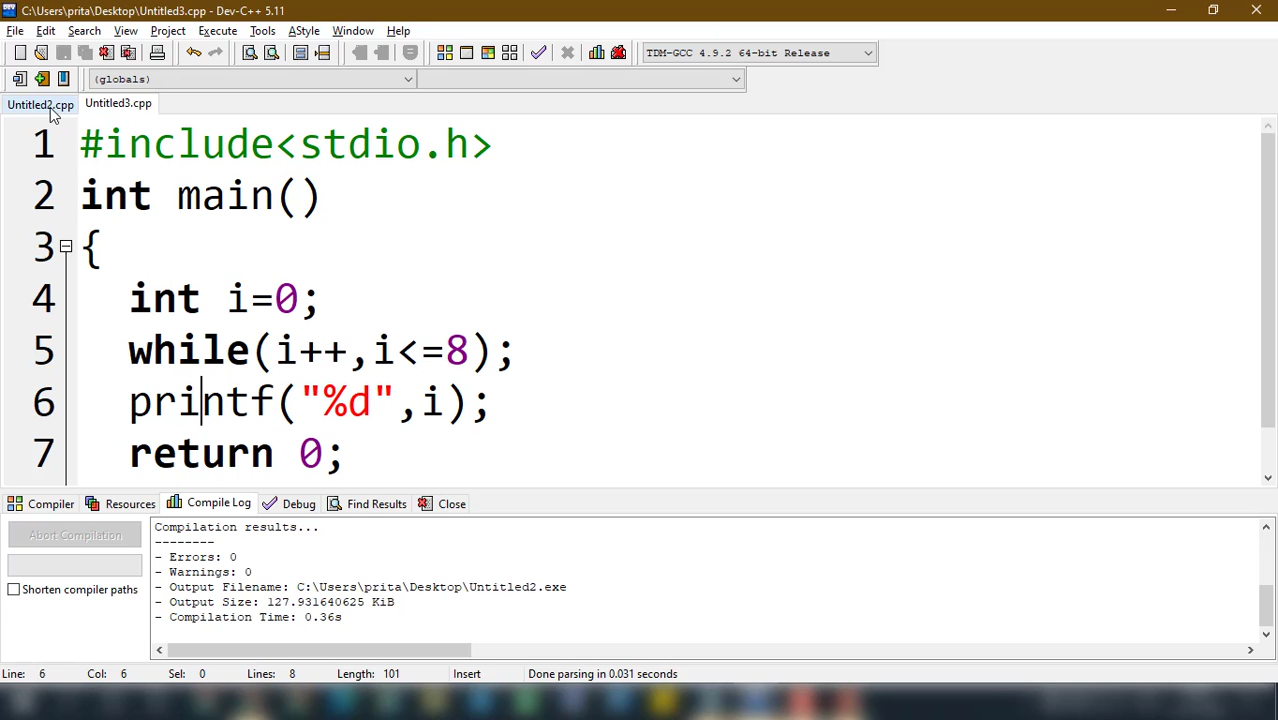 C:\Users\prita\Desktop\Untitled3.cpp - Dev-C++ 5.11
File Edit Search View Project Execute Tools AStyle Window Help
TDM-GCC 4.9.2 64-bit Release
(globals)
Untitled2.cpp Untitled3.cpp
1 #include<stdio.h>
2 int main()
3 {
4 int i=0;
5 while(i++,i<=8);
6 printf("%d",i);
7 return 0;
Compiler Resources Compile Log Debug Find Results Close
Abort Compilation
Shorten compiler paths
Compilation results...
--------
- Errors: 0
- Warnings: 0
- Output Filename: C:\Users\prita\Desktop\Untitled2.exe
- Output Size: 127.931640625 KiB
- Compilation Time: 0.36s
Line: 6 Col: 6 Sel: 0 Lines: 8 Length: 101 Insert Done parsing in 0.031 seconds